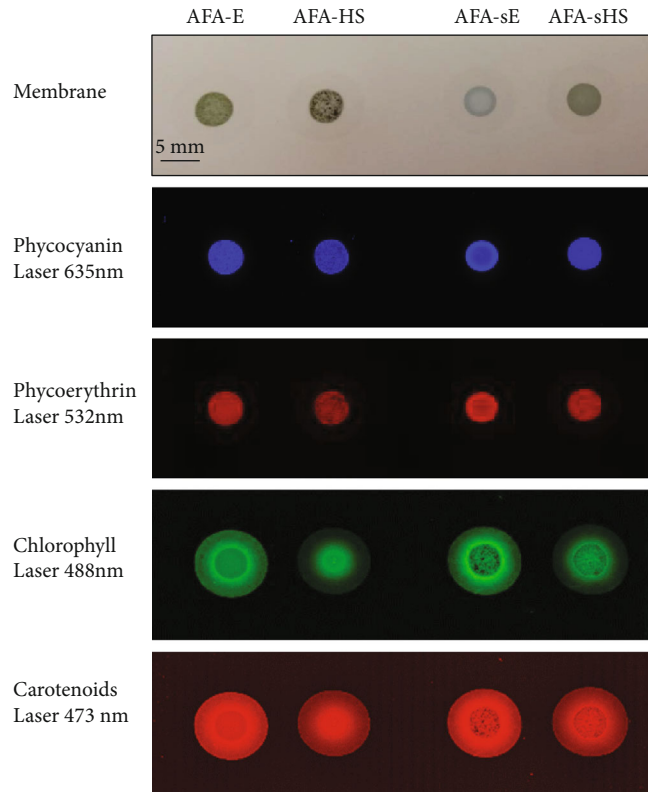 AFA-E AFA-HS AFA-sE AFA-sHS
Membrane
5 mm
Phycocyanin
Laser 635nm
Phycoerythrin
Laser 532nm
Chlorophyll
Laser 488nm
Carotenoids
Laser 473 nm